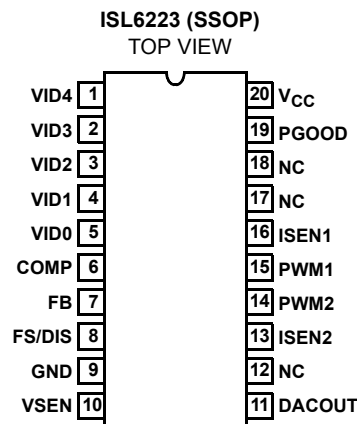 ISL6223 (SSOP)
TOP VIEW
VID4 1 20 VCC
VID3 2 19 PGOOD
VID2 3 18 NC
VID1 4 17 NC
VID0 5 16 ISEN1
COMP 6 15 PWM1
FB 7 14 PWM2
FS/DIS 8 13 ISEN2
GND 9 12 NC
VSEN 10 11 DACOUT